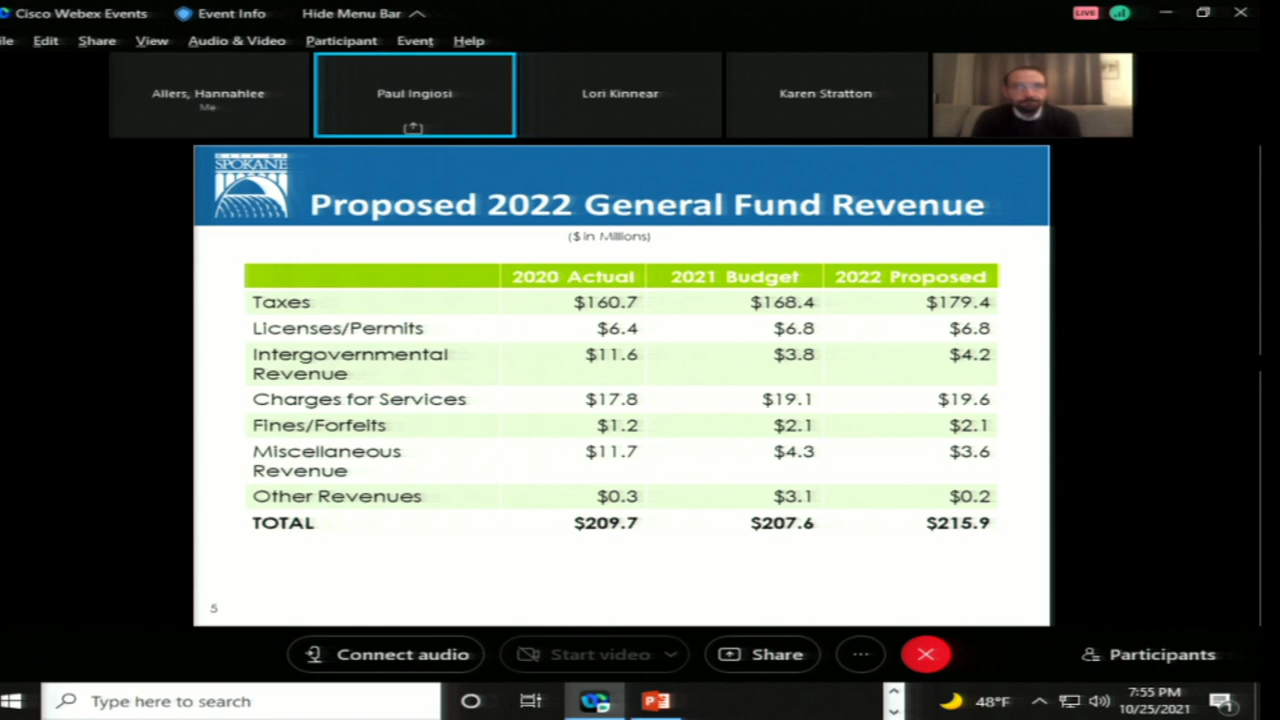 Cisco Webex Events
Event Info
Hide Menu Bar
LIVE
Edit Share View Audio & Video Participant Event Help
Allers, Hannahlee
Me
Paul Ingiosi
Lori Kinnear
Karen Stratton
SPOKANE
Proposed 2022 General Fund Revenue
($ in Millions)
2020 Actual 2021 Budget 2022 Proposed
Taxes $160.7 $168.4 $179.4
Licenses/Permits $6.4 $6.8 $6.8
Intergovernmental Revenue $11.6 $3.8 $4.2
Charges for Services $17.8 $19.1 $19.6
Fines/Forfeits $1.2 $2.1 $2.1
Miscellaneous Revenue $11.7 $4.3 $3.6
Other Revenues $0.3 $3.1 $0.2
TOTAL $209.7 $207.6 $215.9
5
Connect audio
Start video
Share
Participants
Type here to search
48°F
7:55 PM
10/25/2021
1